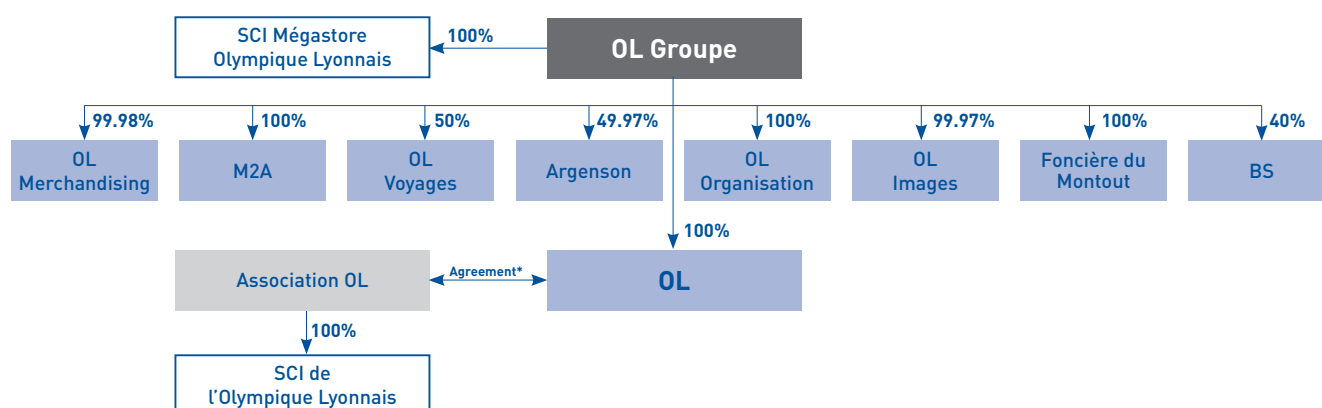 SCI Mégastore
Olympique Lyonnais
100%
OL Groupe
99.98%
100%
50%
49.97%
100%
99.97%
100%
40%
OL
Merchandising
M2A
OL
Voyages
Argenson
OL
Organisation
OL
Images
Foncière du
Montout
BS
100%
Association OL
Agreement*
OL
100%
SCI de
l'Olympique Lyonnais